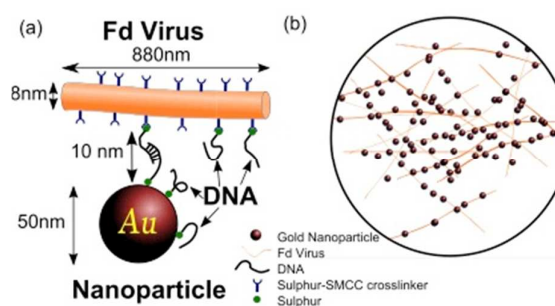 (a)
Fd Virus
880nm
8nm
10 nm
DNA
50nm
Au
Nanoparticle
(b)
Gold Nanoparticle
Fd Virus
DNA
Sulphur-SMCC crosslinker
Sulphur